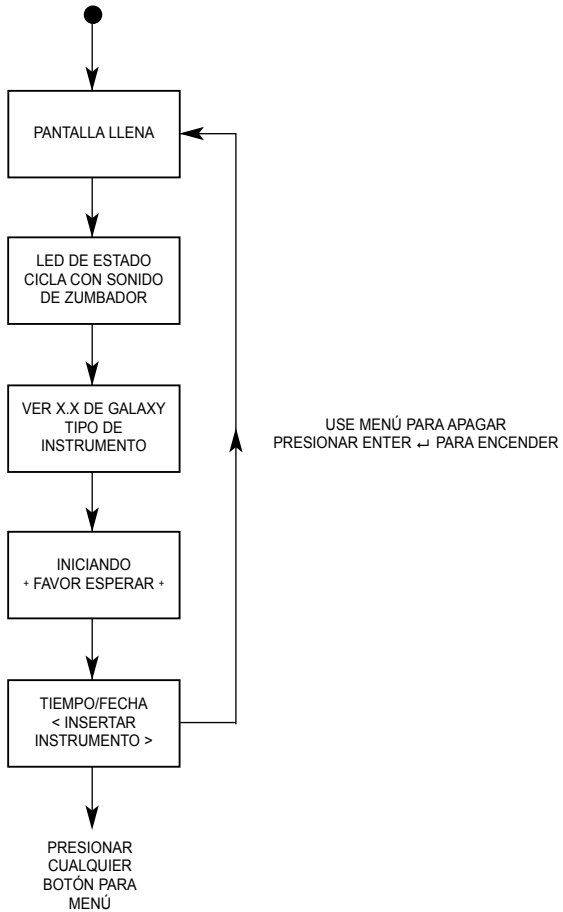 PANTALLA LLENA
LED DE ESTADO
CICLA CON SONIDO
DE ZUMBADOR
VER X.X DE GALAXY
TIPO DE
INSTRUMENTO
USE MENÚ PARA APAGAR
PRESIONAR ENTER ↵ PARA ENCENDER
INICIANDO
+ FAVOR ESPERAR +
TIEMPO/FECHA
< INSERTAR
INSTRUMENTO >
PRESIONAR
CUALQUIER
BOTÓN PARA
MENÚ